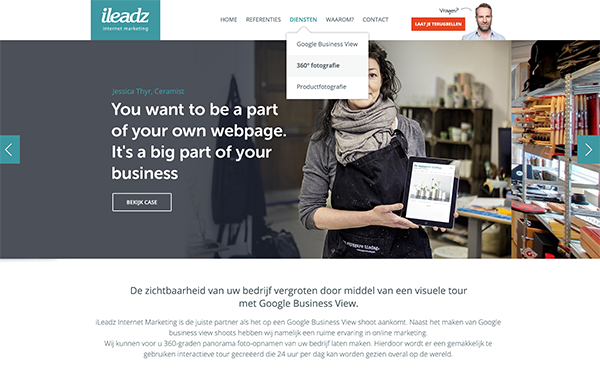 ileadz
internet marketing
HOME REFERENTIES DIENSTEN WAAROM? CONTACT
Vragen?
LAAT JE TERUGBELLEN
Google Business View
360° fotografie
Productfotografie
Jessica Thyr, Ceramist
You want to be a part
of your own webpage.
It's a big part of your
business
BEKIJK CASE
De zichtbaarheid van uw bedrijf vergroten door middel van een visuele tour
met Google Business View.
iLeadz Internet Marketing is de juiste partner als het op een Google Business View shoot aankomt. Naast het maken van Google
business view shoots hebben wij namelijk een ruime ervaring in online marketing.
Wij kunnen voor u 360-graden panorama foto-opnamen van uw bedrijf laten maken. Hierdoor wordt er een gemakkelijk te
gebruiken interactieve tour gecreëerd die 24 uur per dag kan worden gezien overal op de wereld.